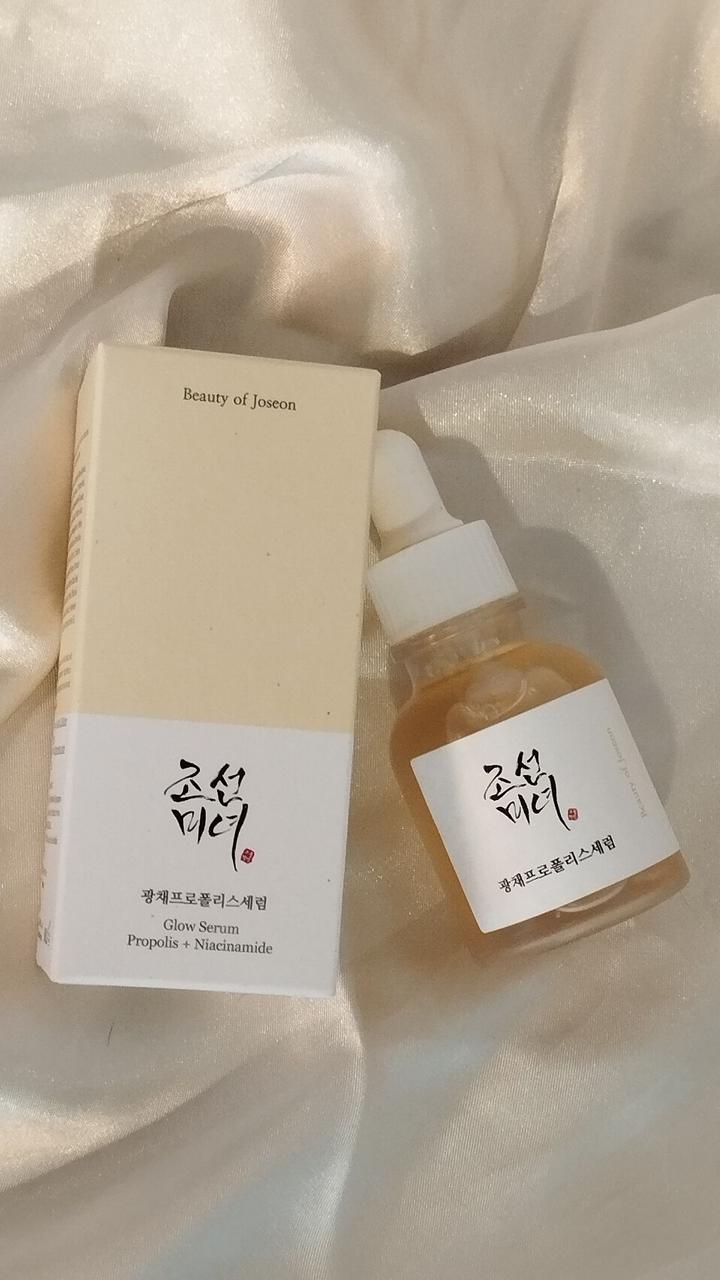 Beauty of Joseon
조선
미녀
광채프로폴리스세럼
Glow Serum
Propolis + Niacinamide
조선
미녀
광채프로폴리스세럼
Beauty of Joseon